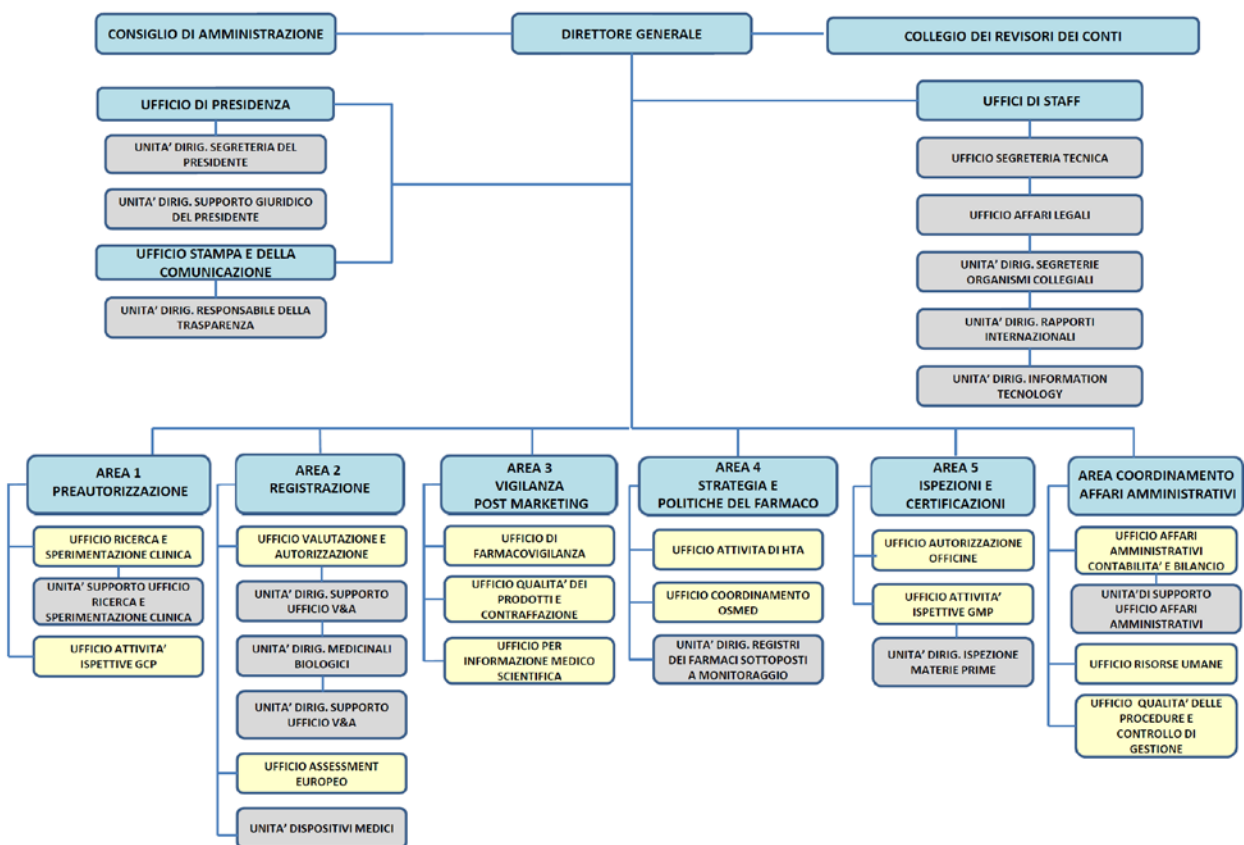 CONSIGLIO DI AMMINISTRAZIONE
DIRETTORE GENERALE
COLLEGIO DEI REVISORI DEI CONTI
UFFICIO DI PRESIDENZA
UNITA’ DIRIG. SEGRETERIA DEL
PRESIDENTE
UNITA’ DIRIG. SUPPORTO GIURIDICO
DEL PRESIDENTE
UFFICIO STAMPA E DELLA
COMUNICAZIONE
UNITA’ DIRIG. RESPONSABILE DELLA
TRASPARENZA
UFFICI DI STAFF
UFFICIO SEGRETERIA TECNICA
UFFICIO AFFARI LEGALI
UNITA’ DIRIG. SEGRETERIE
ORGANISMI COLLEGIALI
UNITA’ DIRIG. RAPPORTI
INTERNAZIONALI
UNITA’ DIRIG. INFORMATION
TECNOLOGY
AREA 1
PREAUTORIZZAZIONE
UFFICIO RICERCA E
SPERIMENTAZIONE CLINICA
UNITA’ SUPPORTO UFFICIO
RICERCA E
SPERIMENTAZIONE CLINICA
UFFICIO ATTIVITA’
ISPETTIVE GCP
AREA 2
REGISTRAZIONE
UFFICIO VALUTAZIONE E
AUTORIZZAZIONE
UNITA’ DIRIG. SUPPORTO
UFFICIO V&A
UNITA’ DIRIG. MEDICINALI
BIOLOGICI
UNITA’ DIRIG. SUPPORTO
UFFICIO V&A
UFFICIO ASSESSMENT
EUROPEO
UNITA’ DISPOSITIVI MEDICI
AREA 3
VIGILANZA
POST MARKETING
UFFICIO DI
FARMACOVIGILANZA
UFFICIO QUALITA’ DEI
PRODOTTI E
CONTRAFFAZIONE
UFFICIO PER
INFORMAZIONE MEDICO
SCIENTIFICA
AREA 4
STRATEGIA E
POLITICHE DEL FARMACO
UFFICIO ATTIVITA DI HTA
UFFICIO COORDINAMENTO
OSMED
UNITA’ DIRIG. REGISTRI
DEI FARMACI SOTTOPOSTI
A MONITORAGGIO
AREA 5
ISPEZIONI E
CERTIFICAZIONI
UFFICIO AUTORIZZAZIONE
OFFICINE
UFFICIO ATTIVITA’
ISPETTIVE GMP
UNITA’ DIRIG. ISPEZIONE
MATERIE PRIME
AREA COORDINAMENTO
AFFARI AMMINISTRATIVI
UFFICIO AFFARI
AMMINISTRATIVI
CONTABILITA’ E BILANCIO
UNITA’DI SUPPORTO
UFFICIO AFFARI
AMMINISTRATIVI
UFFICIO RISORSE UMANE
UFFICIO QUALITA’ DELLE
PROCEDURE E
CONTROLLO DI
GESTIONE